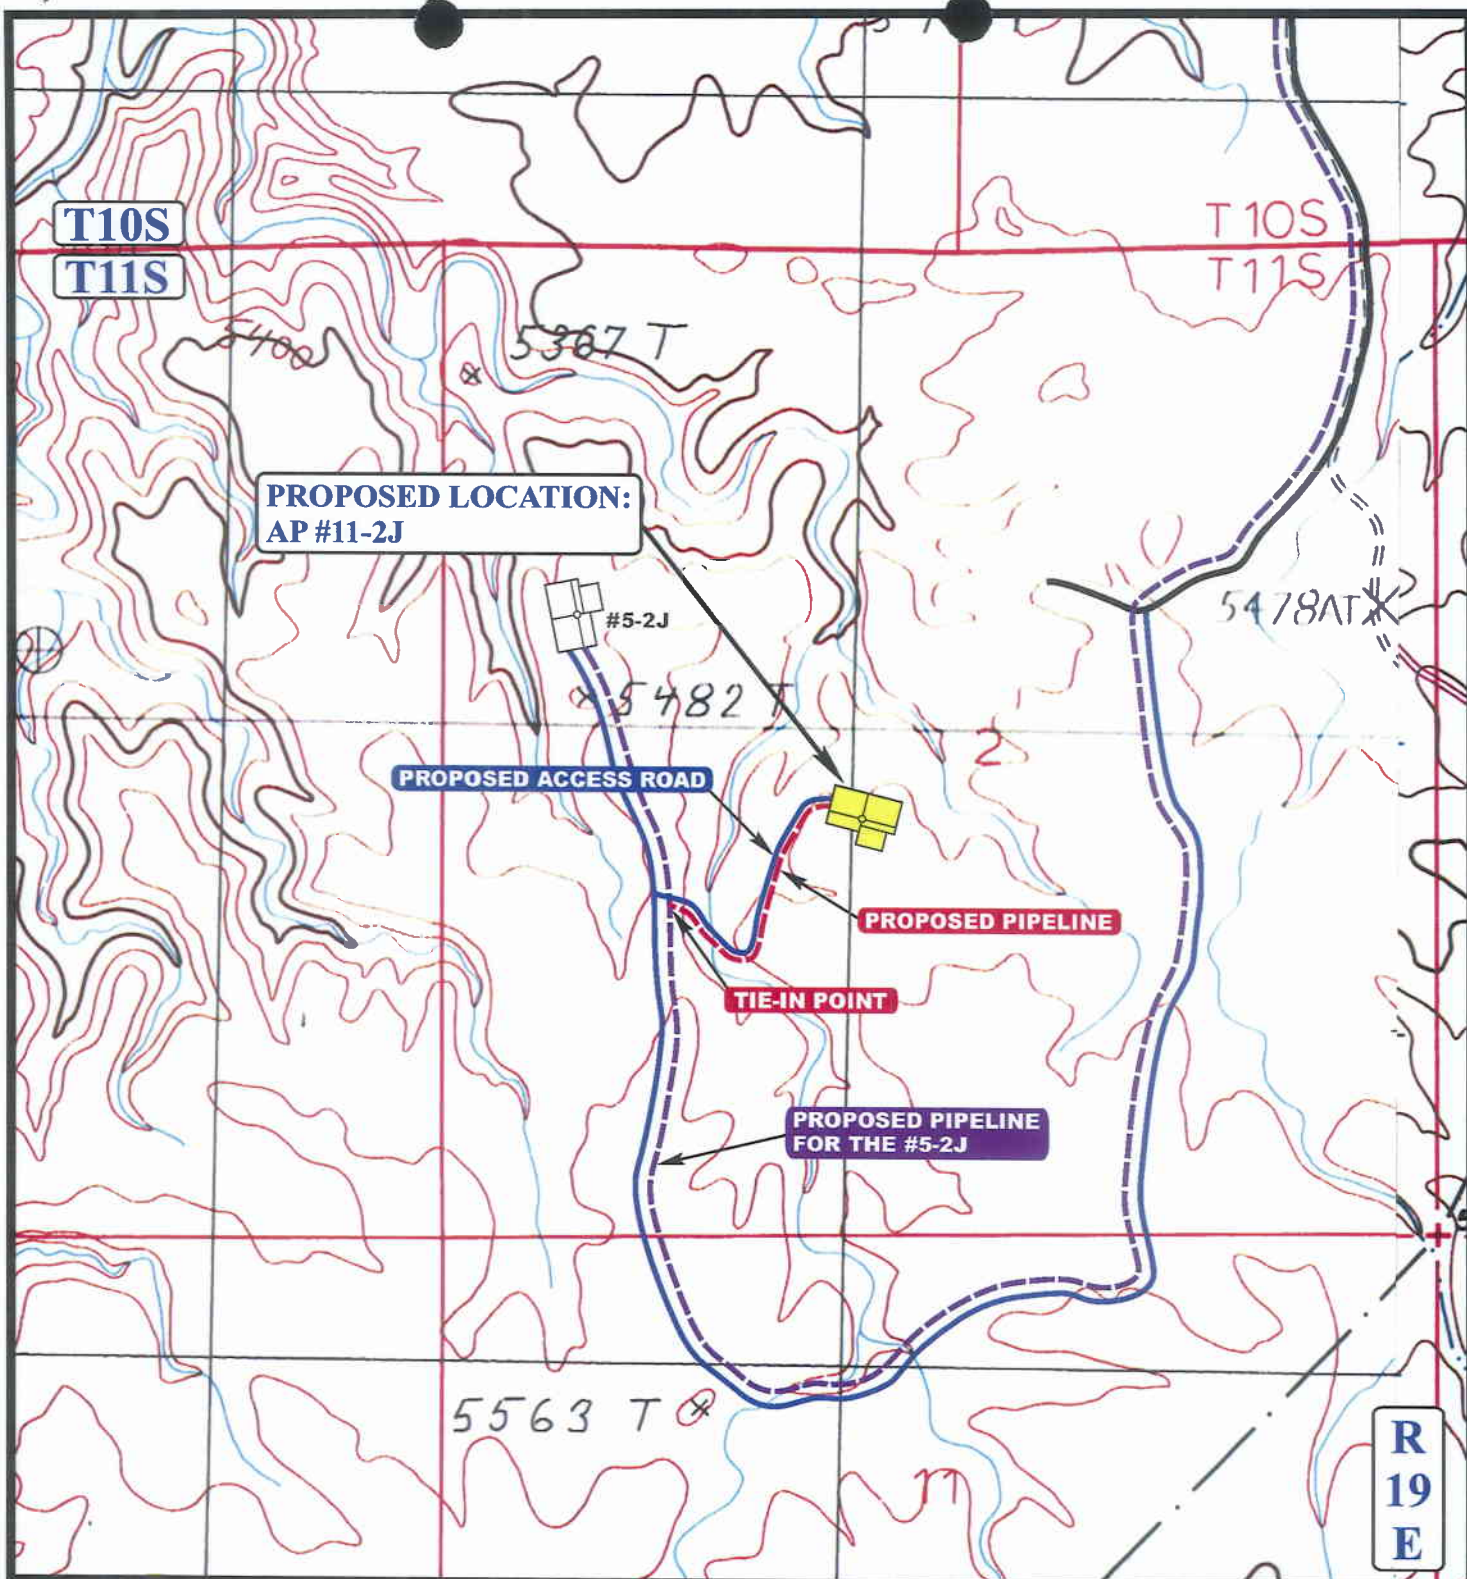 T10S
T11S
T10S
T11S
5400
5367 T
PROPOSED LOCATION:
AP #11-2J
#5-2J
5478AT
5482 T
2
PROPOSED ACCESS ROAD
PROPOSED PIPELINE
TIE-IN POINT
PROPOSED PIPELINE
FOR THE #5-2J
5563 T
11
R
19
E